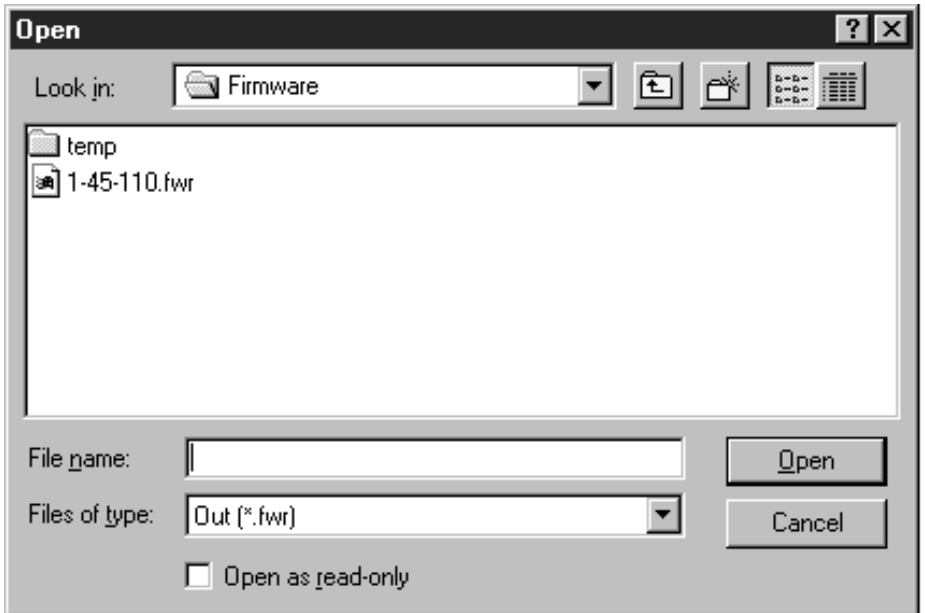 Open
Look in: Firmware
temp
1-45-110.fwr
File name: Open
Files of type: Out (*.fwr) Cancel
Open as read-only